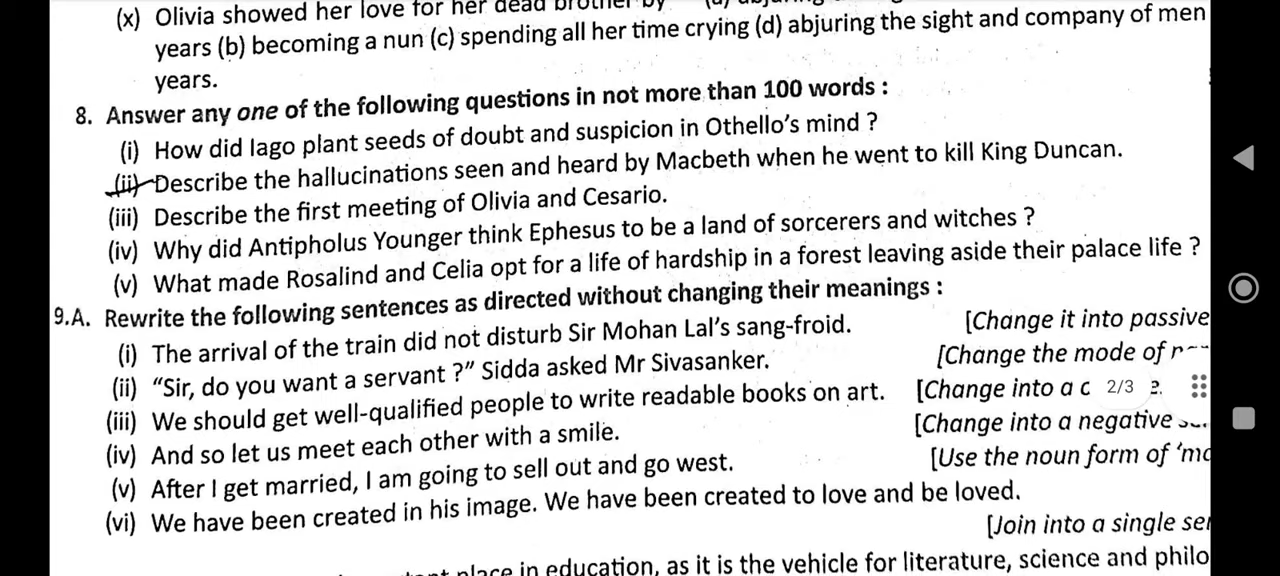 (x) Olivia showed her love for her dead brother by
years (b) becoming a nun (c) spending all her time crying (d) abjuring the sight and company of men
years.
8. Answer any one of the following questions in not more than 100 words :
(i) How did Iago plant seeds of doubt and suspicion in Othello's mind ?
(ii) Describe the hallucinations seen and heard by Macbeth when he went to kill King Duncan.
(iii) Describe the first meeting of Olivia and Cesario.
(iv) Why did Antipholus Younger think Ephesus to be a land of sorcerers and witches ?
(v) What made Rosalind and Celia opt for a life of hardship in a forest leaving aside their palace life ?
9.A. Rewrite the following sentences as directed without changing their meanings :
(i) The arrival of the train did not disturb Sir Mohan Lal's sang-froid. [Change it into passive
(ii) "Sir, do you want a servant ?" Sidda asked Mr Sivasanker. [Change the mode of
(iii) We should get well-qualified people to write readable books on art. [Change into a c 2/3
(iv) And so let us meet each other with a smile. [Change into a negative
(v) After I get married, I am going to sell out and go west. [Use the noun form of
(vi) We have been created in his image. We have been created to love and be loved.
[Join into a single
place in education, as it is the vehicle for literature, science and philo